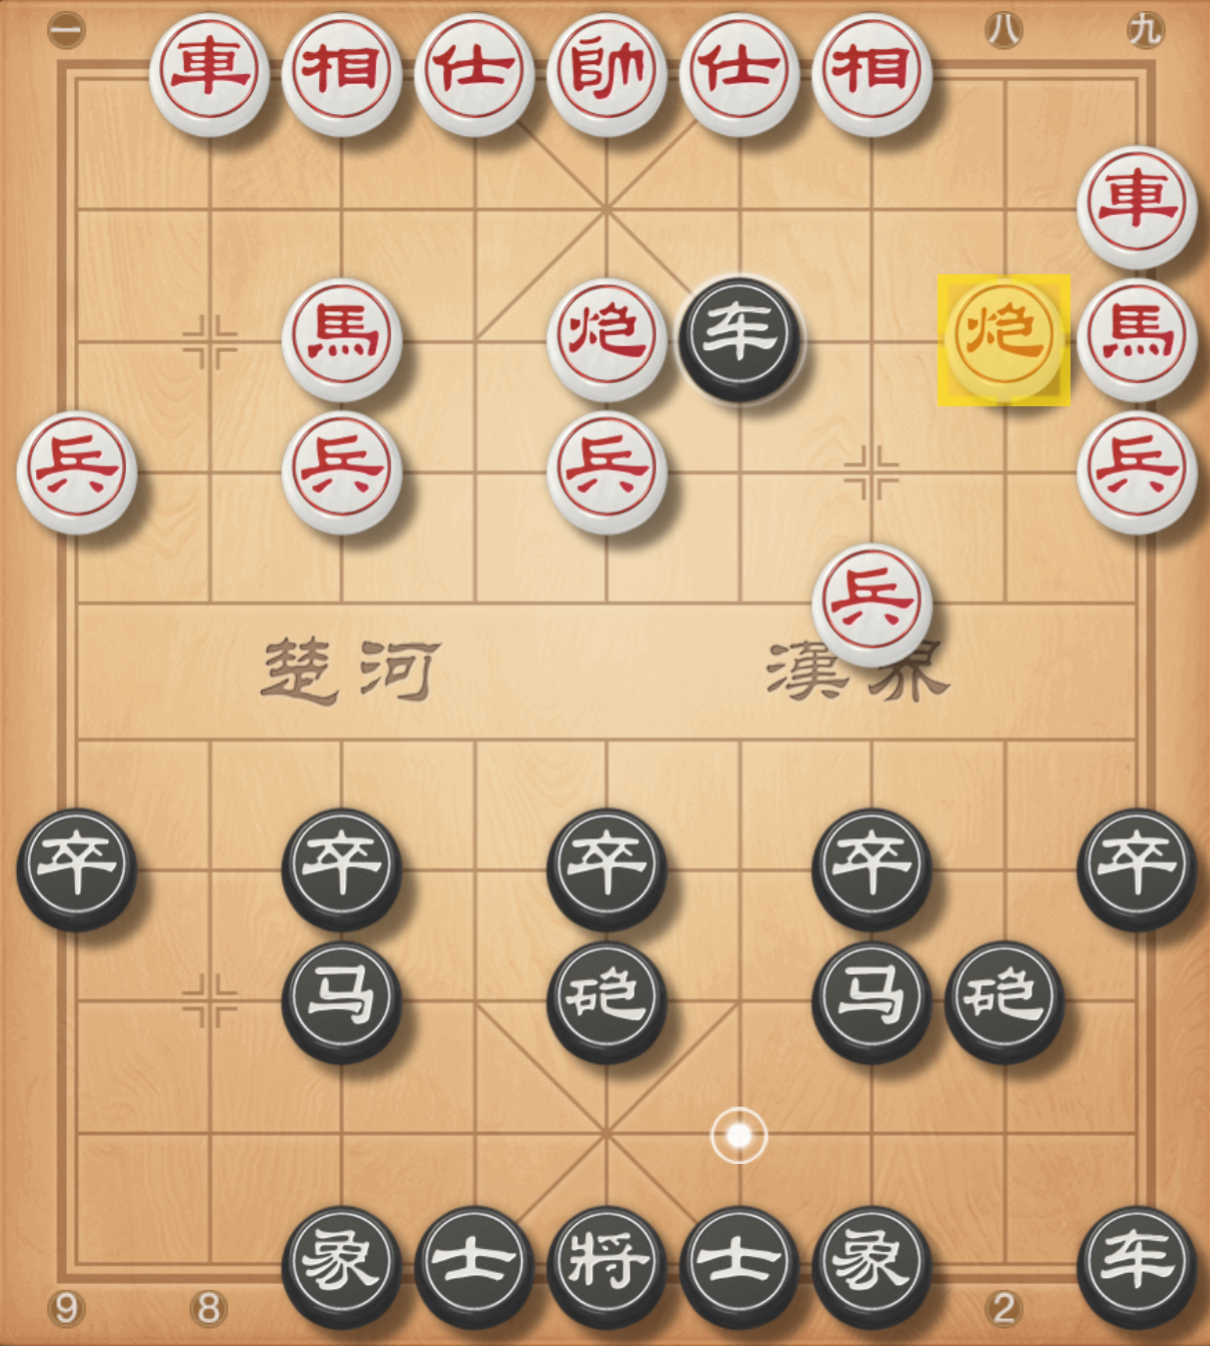 一 八 九
車 相 仕 帥 仕 相
車
馬 炮 车 炮 馬
兵 兵 兵 兵
兵
楚河 漢界
卒 卒 卒 卒 卒
马 砲 马 砲
象 士 将 士 象 车
9 8 2